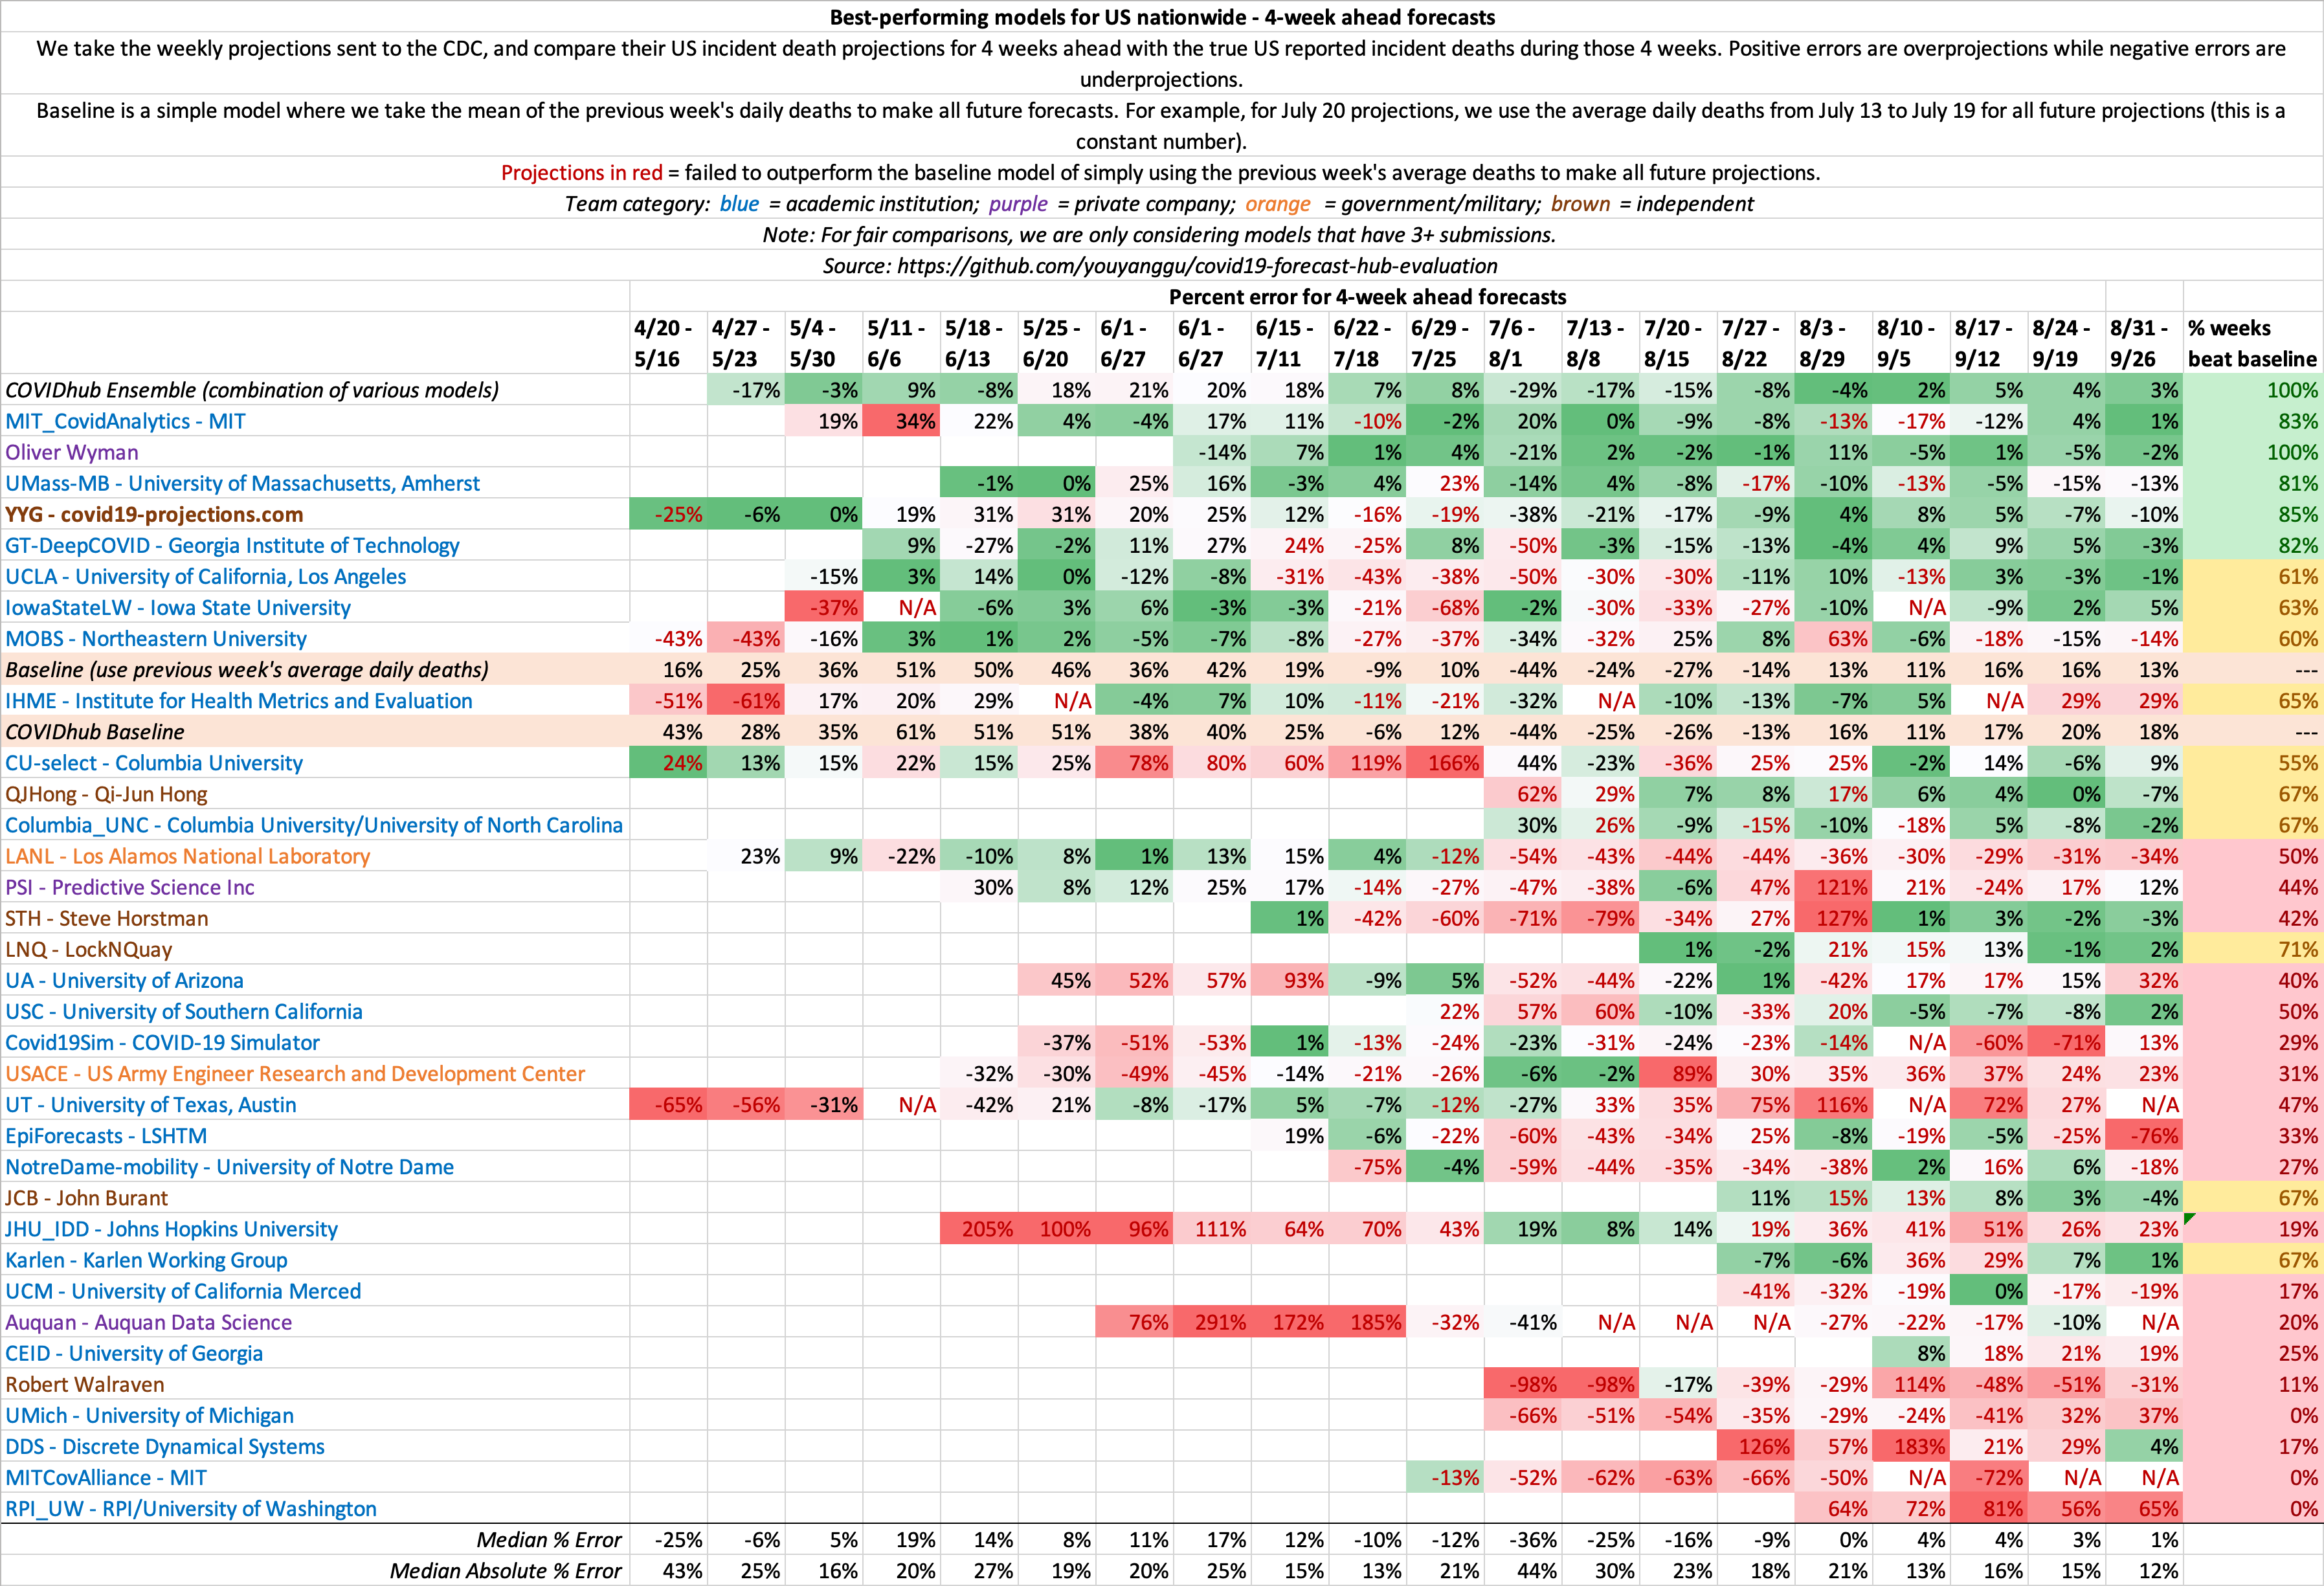 Best-performing models for US nationwide - 4-week ahead forecasts
We take the weekly projections sent to the CDC, and compare their US incident death projections for 4 weeks ahead with the true US reported incident deaths during those 4 weeks. Positive errors are overprojections while negative errors are
underprojections.
Baseline is a simple model where we take the mean of the previous week's daily deaths to make all future forecasts. For example, for July 20 projections, we use the average daily deaths from July 13 to July 19 for all future projections (this is a
constant number).
Projections in red = failed to outperform the baseline model of simply using the previous week's average deaths to make all future projections.
Team category: blue = academic institution; purple = private company; orange = government/military; brown = independent
Note: For fair comparisons, we are only considering models that have 3+ submissions.
Source: https://github.com/youyanggu/covid19-forecast-hub-evaluation
Percent error for 4-week ahead forecasts
4/20 - 4/27 - 5/4 - 5/11 - 5/18 - 5/25 - 6/1 - 6/1 - 6/15 - 6/22 - 6/29 - 7/6 - 7/13 - 7/20 - 7/27 - 8/3 - 8/10 - 8/17 - 8/24 - 8/31 - % weeks
5/16 5/23 5/30 6/6 6/13 6/20 6/27 6/27 7/11 7/18 7/25 8/1 8/8 8/15 8/22 8/29 9/5 9/12 9/19 9/26 beat baseline
COVIDhub Ensemble (combination of various models) -17% -3% 9% -8% 18% 21% 20% 18% 7% 8% -29% -17% -15% -8% -4% 2% 5% 4% 3% 100%
MIT_CovidAnalytics - MIT 19% 34% 22% 4% -4% 17% 11% -10% -2% 20% 0% -9% -8% -13% -17% -12% 4% 1% 83%
Oliver Wyman -14% 7% 1% 4% -21% 2% -2% -1% 11% -5% 1% -5% -2% 100%
UMass-MB - University of Massachusetts, Amherst -1% 0% 25% 16% -3% 4% 23% -14% 4% -8% -17% -10% -13% -5% -15% -13% 81%
YYG - covid19-projections.com -25% -6% 0% 19% 31% 31% 20% 25% 12% -16% -19% -38% -21% -17% -9% 4% 8% 5% -7% -10% 85%
GT-DeepCOVID - Georgia Institute of Technology 9% -27% -2% 11% 27% 24% -25% 8% -50% -3% -15% -13% -4% 4% 9% 5% -3% 82%
UCLA - University of California, Los Angeles -15% 3% 14% 0% -12% -8% -31% -43% -38% -50% -30% -30% -11% 10% -13% 3% -3% -1% 61%
IowaStateLW - Iowa State University -37% N/A -6% 3% 6% -3% -3% -21% -68% -2% -30% -33% -27% -10% N/A -9% 2% 5% 63%
MOBS - Northeastern University -43% -43% -16% 3% 1% 2% -5% -7% -8% -27% -37% -34% -32% 25% 8% 63% -6% -18% -15% -14% 60%
Baseline (use previous week's average daily deaths) 16% 25% 36% 51% 50% 46% 36% 42% 19% -9% 10% -44% -24% -27% -14% 13% 11% 16% 16% 13% ---
IHME - Institute for Health Metrics and Evaluation -51% -61% 17% 20% 29% N/A -4% 7% 10% -11% -21% -32% N/A -10% -13% -7% 5% N/A 29% 29% 65%
COVIDhub Baseline 43% 28% 35% 61% 51% 51% 38% 40% 25% -6% 12% -44% -25% -26% -13% 16% 11% 17% 20% 18% ---
CU-select - Columbia University 24% 13% 15% 22% 15% 25% 78% 80% 60% 119% 166% 44% -23% -36% 25% 25% -2% 14% -6% 9% 55%
QJHong - Qi-Jun Hong 62% 29% 7% 8% 17% 6% 4% 0% -7% 67%
Columbia_UNC - Columbia University/University of North Carolina 30% 26% -9% -15% -10% -18% 5% -8% -2% 67%
LANL - Los Alamos National Laboratory 23% 9% -22% -10% 8% 1% 13% 15% 4% -12% -54% -43% -44% -44% -36% -30% -29% -31% -34% 50%
PSI - Predictive Science Inc 30% 8% 12% 25% 17% -14% -27% -47% -38% -6% 47% 121% 21% -24% 17% 12% 44%
STH - Steve Horstman 1% -42% -60% -71% -79% -34% 27% 127% 1% 3% -2% -3% 42%
LNQ - LockNQuay 1% -2% 21% 15% 13% -1% 2% 71%
UA - University of Arizona 45% 52% 57% 93% -9% 5% -52% -44% -22% 1% -42% 17% 17% 15% 32% 40%
USC - University of Southern California 22% 57% 60% -10% -33% 20% -5% -7% -8% 2% 50%
Covid19Sim - COVID-19 Simulator -37% -51% -53% 1% -13% -24% -23% -31% -24% -23% -14% N/A -60% -71% 13% 29%
USACE - US Army Engineer Research and Development Center -32% -30% -49% -45% -14% -21% -26% -6% -2% 89% 30% 35% 36% 37% 24% 23% 31%
UT - University of Texas, Austin -65% -56% -31% N/A -42% 21% -8% -17% 5% -7% -12% -27% 33% 35% 75% 116% N/A 72% 27% N/A 47%
EpiForecasts - LSHTM 19% -6% -22% -60% -43% -34% 25% -8% -19% -5% -25% -76% 33%
NotreDame-mobility - University of Notre Dame -75% -4% -59% -44% -35% -34% -38% 2% 16% 6% -18% 27%
JCB - John Burant 11% 15% 13% 8% 3% -4% 67%
JHU_IDD - Johns Hopkins University 205% 100% 96% 111% 64% 70% 43% 19% 8% 14% 19% 36% 41% 51% 26% 23% 19%
Karlen - Karlen Working Group -7% -6% 36% 29% 7% 1% 67%
UCM - University of California Merced -41% -32% -19% 0% -17% -19% 17%
Auquan - Auquan Data Science 76% 291% 172% 185% -32% -41% N/A N/A N/A -27% -22% -17% -10% N/A 20%
CEID - University of Georgia 8% 18% 21% 19% 25%
Robert Walraven -98% -98% -17% -39% -29% 114% -48% -51% -31% 11%
UMich - University of Michigan -66% -51% -54% -35% -29% -24% -41% 32% 37% 0%
DDS - Discrete Dynamical Systems 126% 57% 183% 21% 29% 4% 17%
MITCovAlliance - MIT -13% -52% -62% -63% -66% -50% N/A -72% N/A N/A 0%
RPI_UW - RPI/University of Washington 64% 72% 81% 56% 65% 0%
Median % Error -25% -6% 5% 19% 14% 8% 11% 17% 12% -10% -12% -36% -25% -16% -9% 0% 4% 4% 3% 1%
Median Absolute % Error 43% 25% 16% 20% 27% 19% 20% 25% 15% 13% 21% 44% 30% 23% 18% 21% 13% 16% 15% 12%